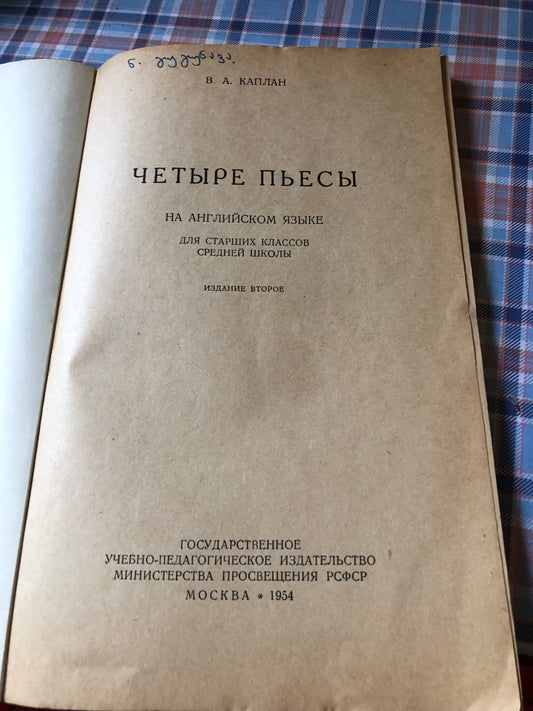 В. А. КАПЛАН
ЧЕТЫРЕ ПЬЕСЫ
НА АНГЛИЙСКОМ ЯЗЫКЕ
ДЛЯ СТАРШИХ КЛАССОВ
СРЕДНЕЙ ШКОЛЫ
ИЗДАНИЕ ВТОРОЕ
ГОСУДАРСТВЕННОЕ
УЧЕБНО-ПЕДАГОГИЧЕСКОЕ ИЗДАТЕЛЬСТВО
МИНИСТЕРСТВА ПРОСВЕЩЕНИЯ РСФСР
МОСКВА * 1954